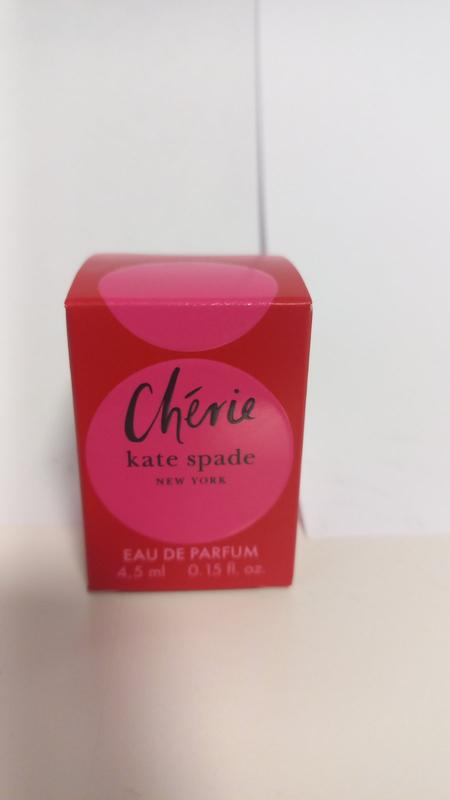 Chérie
kate spade
NEW YORK
EAU DE PARFUM
4,5 ml 0.15 fl. oz.